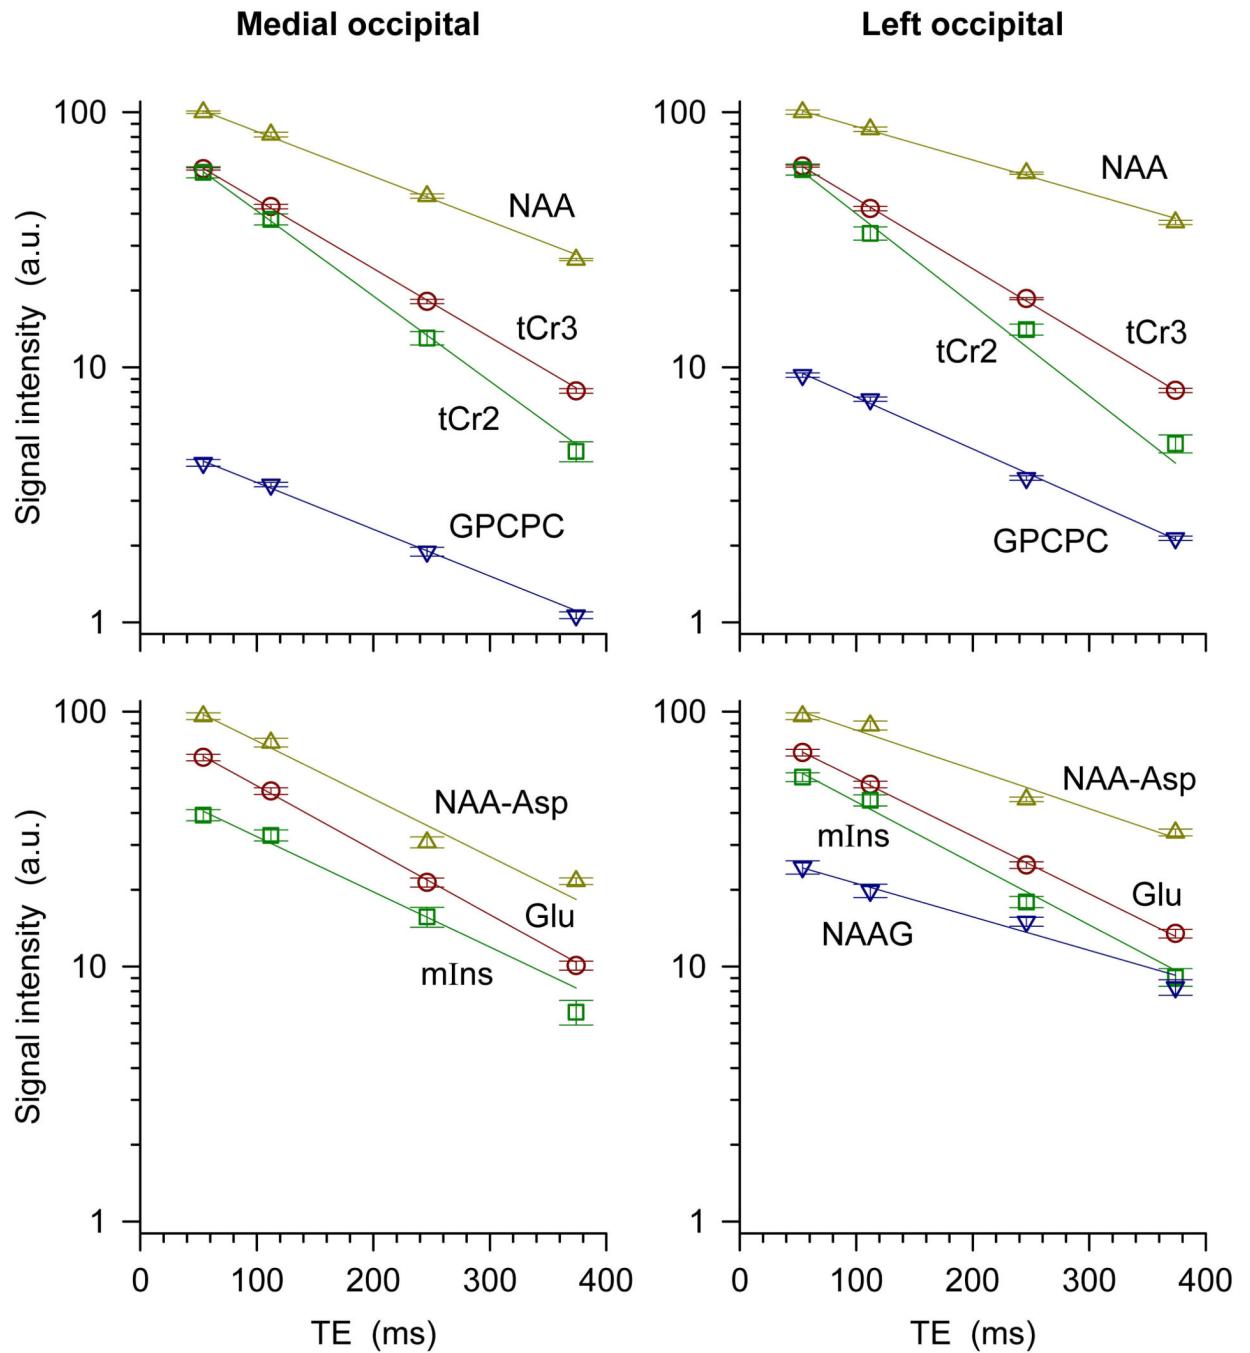 Medial occipital
Left occipital
Signal intensity (a.u.)
100
10
1
NAA
tCr3
tCr2
GPCPC
100
10
1
NAA
tCr3
tCr2
GPCPC
Signal intensity (a.u.)
100
10
1
NAA-Asp
Glu
mIns
0 100 200 300 400
TE (ms)
100
10
1
NAA-Asp
mIns
Glu
NAAG
0 100 200 300 400
TE (ms)